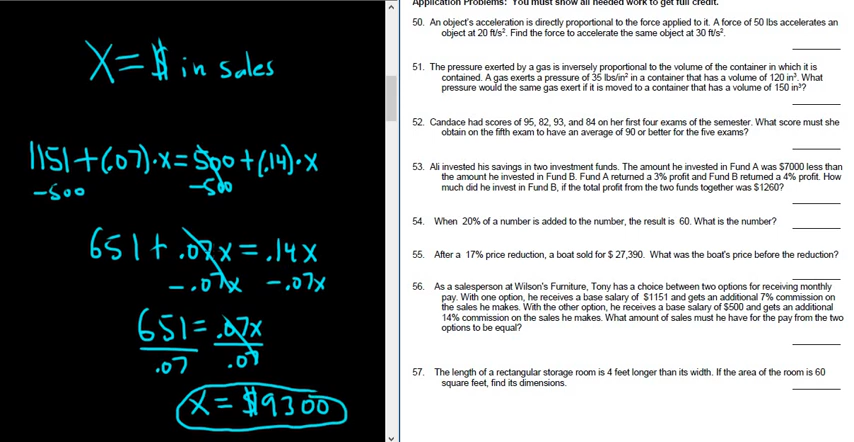 X = $ in sales
1151 + (.07)·x = 500 + (.14)·x
-500 -500
651 + .07x = .14x
-.07x -.07x
651 = .07x
.07 .07
x = $9300
Application Problems: You must show all needed work to get full credit.
50. An object's acceleration is directly proportional to the force applied to it. A force of 50 lbs accelerates an
object at 20 ft/s². Find the force to accelerate the same object at 30 ft/s².
51. The pressure exerted by a gas is inversely proportional to the volume of the container in which it is
contained. A gas exerts a pressure of 35 lbs/in² in a container that has a volume of 120 in³. What
pressure would the same gas exert if it is moved to a container that has a volume of 150 in³?
52. Candace had scores of 95, 82, 93, and 84 on her first four exams of the semester. What score must she
obtain on the fifth exam to have an average of 90 or better for the five exams?
53. Ali invested his savings in two investment funds. The amount he invested in Fund A was $7000 less than
the amount he invested in Fund B. Fund A returned a 3% profit and Fund B returned a 4% profit. How
much did he invest in Fund B, if the total profit from the two funds together was $1260?
54. When 20% of a number is added to the number, the result is 60. What is the number?
55. After a 17% price reduction, a boat sold for $ 27,390. What was the boat's price before the reduction?
56. As a salesperson at Wilson's Furniture, Tony has a choice between two options for receiving monthly
pay. With one option, he receives a base salary of $1151 and gets an additional 7% commission on
the sales he makes. With the other option, he receives a base salary of $500 and gets an additional
14% commission on the sales he makes. What amount of sales must he have for the pay from the two
options to be equal?
57. The length of a rectangular storage room is 4 feet longer than its width. If the area of the room is 60
square feet, find its dimensions.